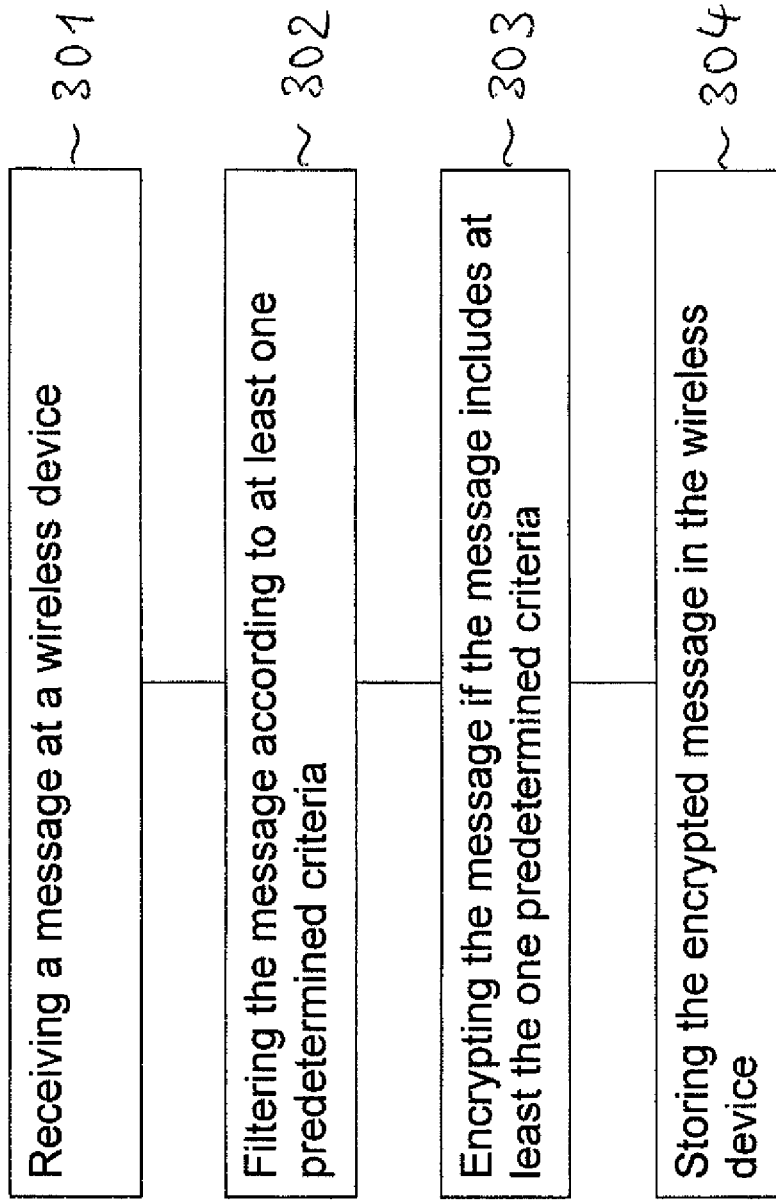 Receiving a message at a wireless device
~ 301
Filtering the message according to at least one
predetermined criteria
~ 302
Encrypting the message if the message includes at
least the one predetermined criteria
~ 303
Storing the encrypted message in the wireless
device
~ 304